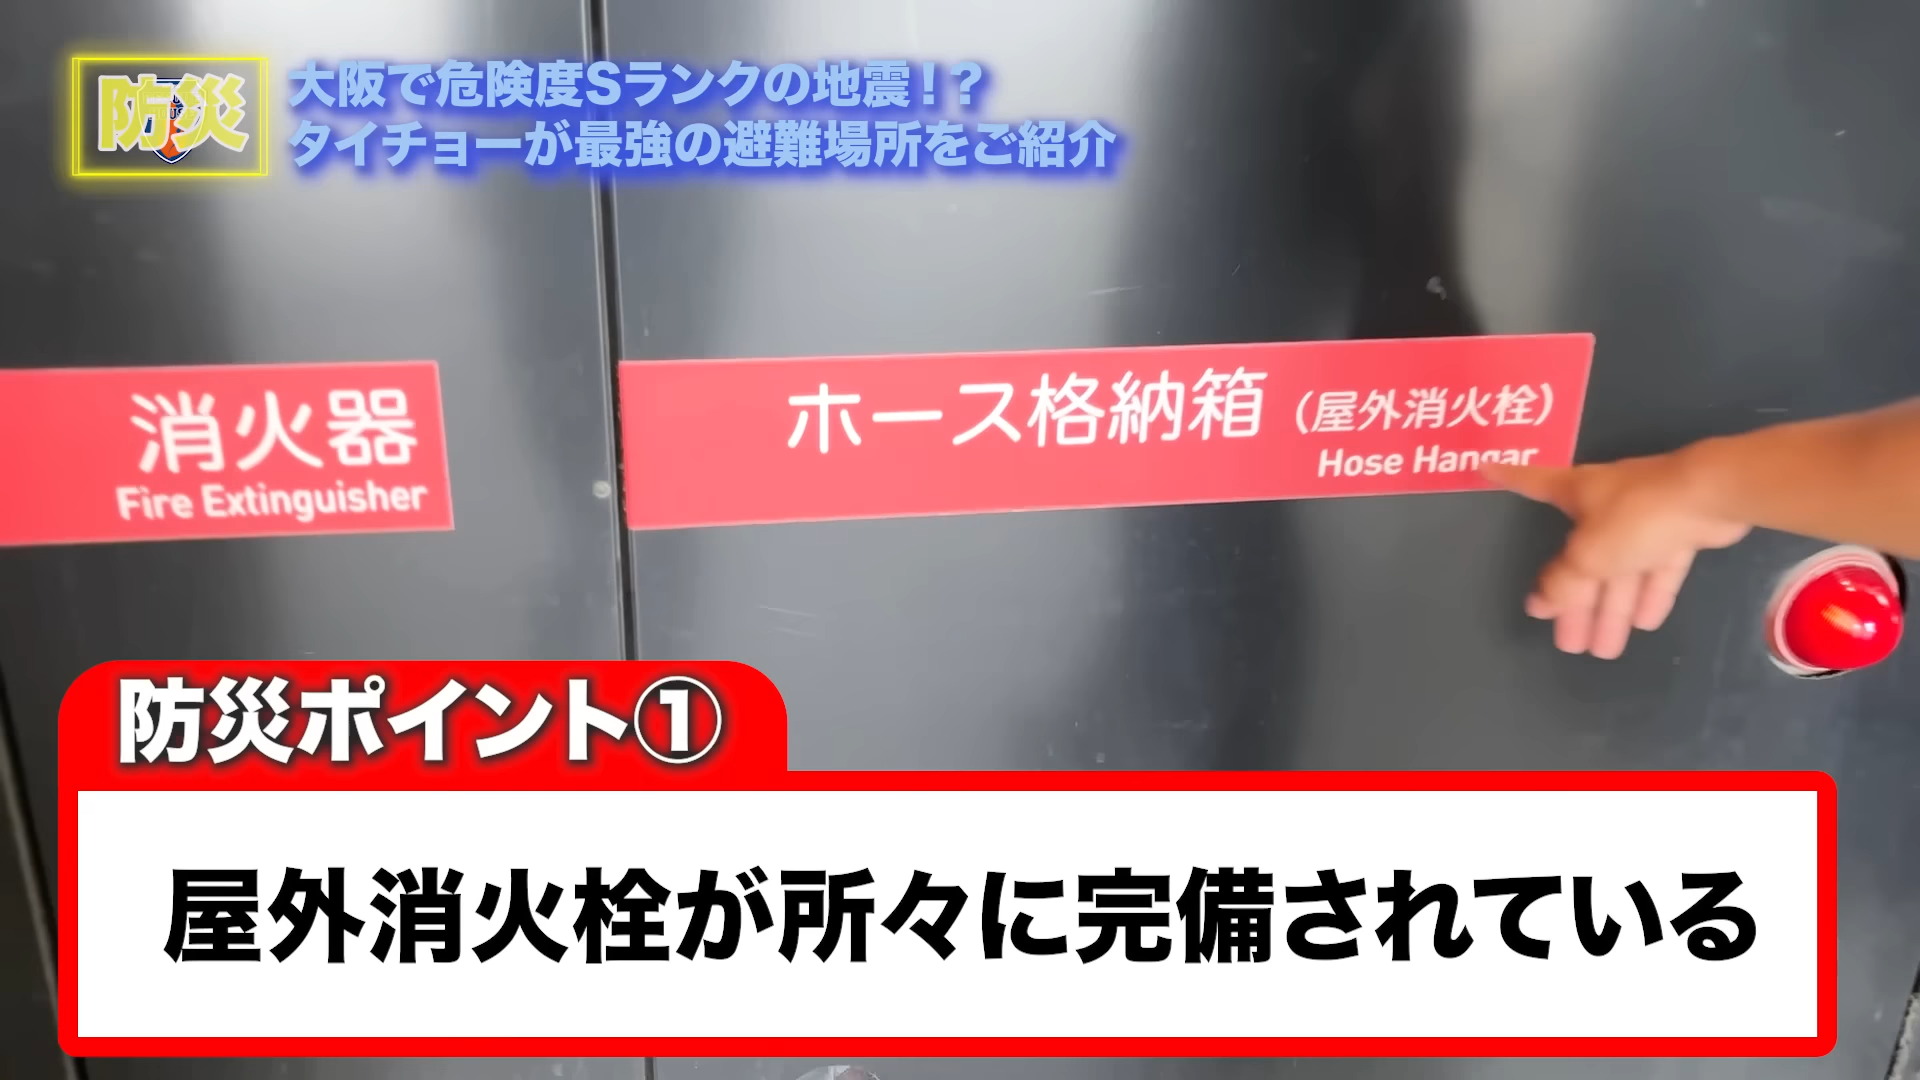 防災
大阪で危険度Sランクの地震！？
タイチョーが最強の避難場所をご紹介
消火器
Fire Extinguisher
ホース格納箱（屋外消火栓）
Hose Hangar
防災ポイント①
屋外消火栓が所々に完備されている